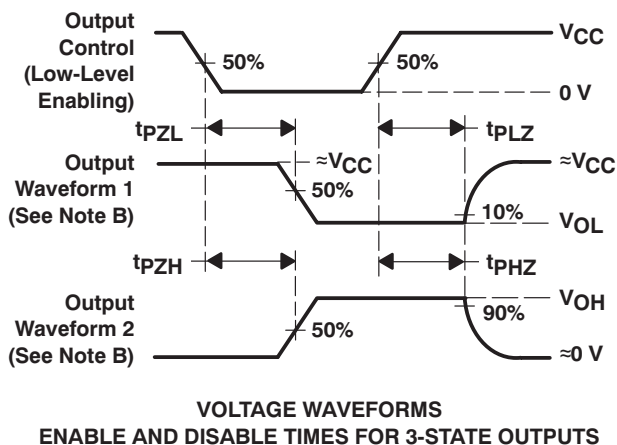 Output
Control
(Low-Level
Enabling)
50%
50%
VCC
0 V
tPZL
tPLZ
Output
Waveform 1
(See Note B)
≈VCC
50%
≈VCC
10%
VOL
tPZH
tPHZ
Output
Waveform 2
(See Note B)
50%
VOH
90%
≈0 V
VOLTAGE WAVEFORMS
ENABLE AND DISABLE TIMES FOR 3-STATE OUTPUTS